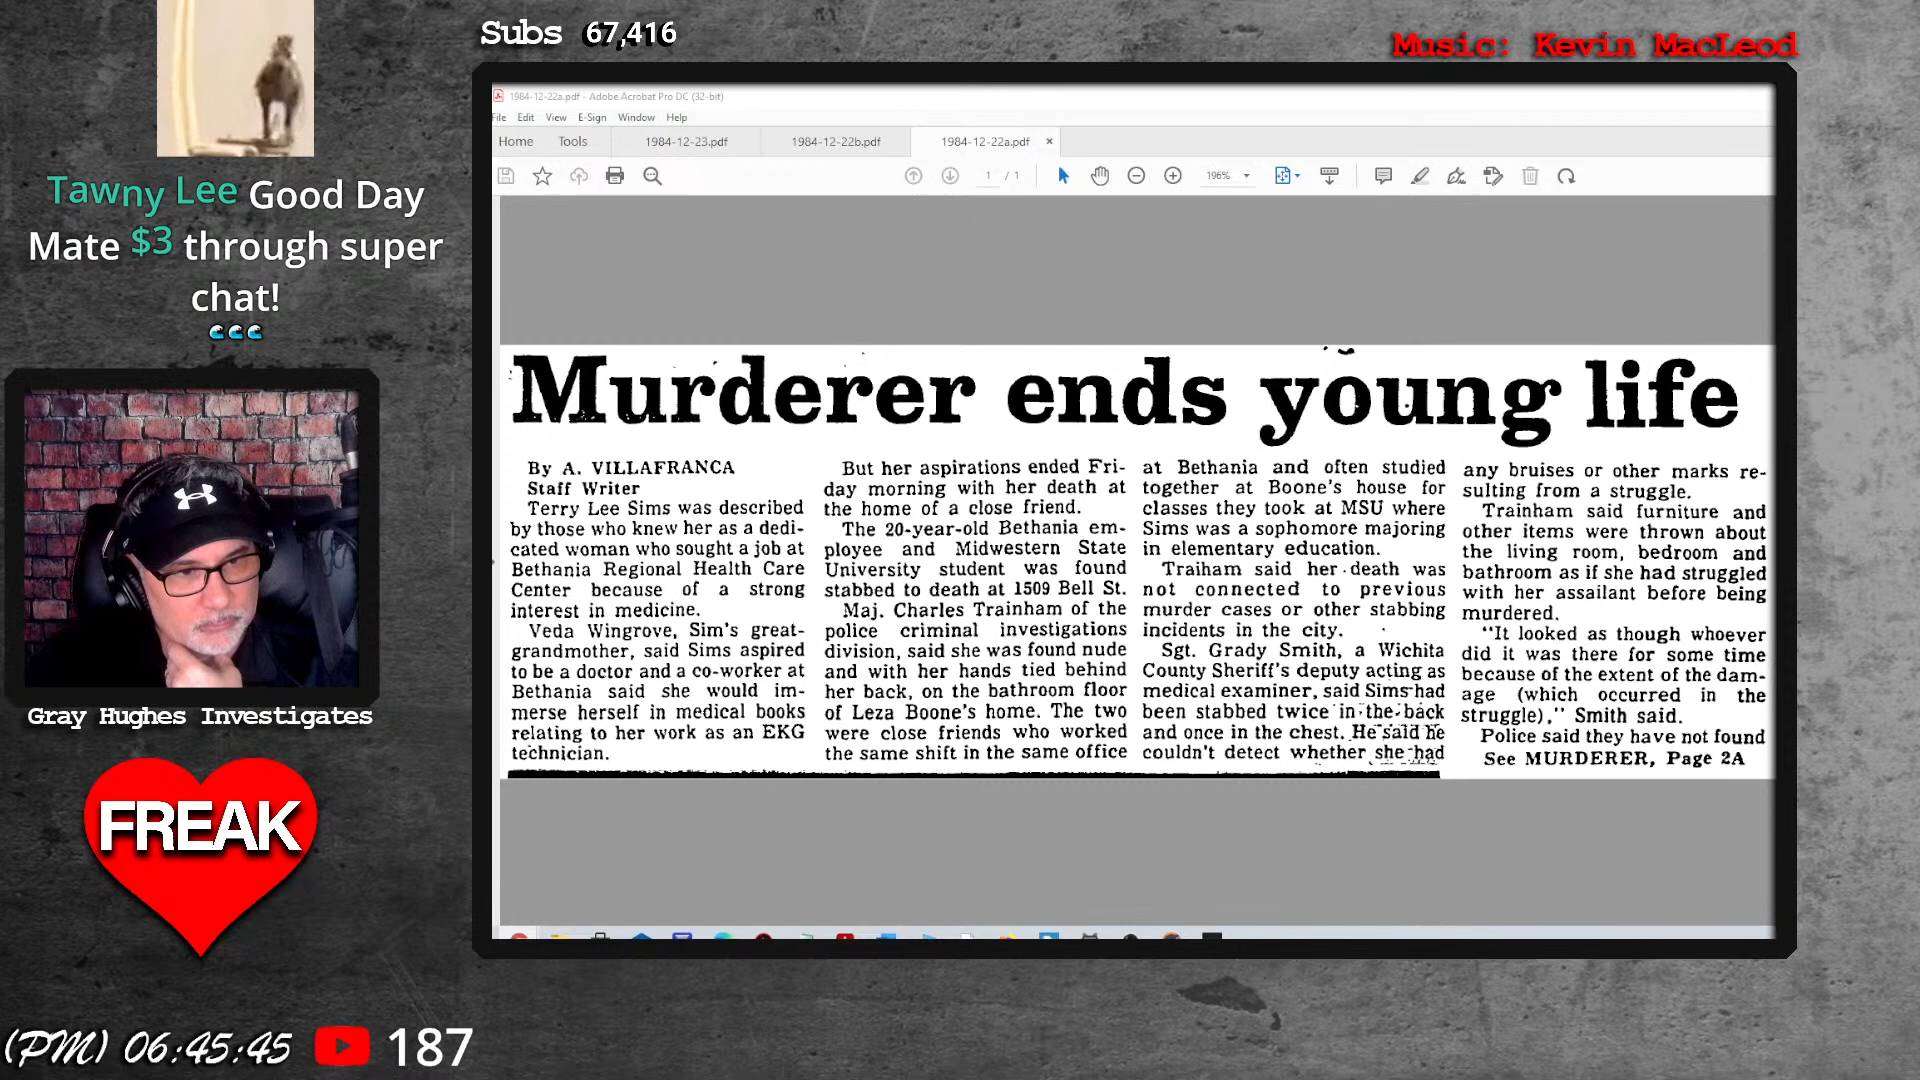 Subs 67,416
Music: Kevin MacLeod
Tawny Lee Good Day
Mate $3 through super
chat!
Gray Hughes Investigates
FREAK
(PM) 06:45:45
187
1984-12-22a.pdf - Adobe Acrobat Pro DC (32-bit)
File Edit View E-Sign Window Help
Home Tools 1984-12-23.pdf 1984-12-22b.pdf 1984-12-22a.pdf ×
1 / 1 196%
Murderer ends young life
By A. VILLAFRANCA
Staff Writer
Terry Lee Sims was described
by those who knew her as a dedi-
cated woman who sought a job at
Bethania Regional Health Care
Center because of a strong
interest in medicine.
Veda Wingrove, Sim's great-
grandmother, said Sims aspired
to be a doctor and a co-worker at
Bethania said she would im-
merse herself in medical books
relating to her work as an EKG
technician.
But her aspirations ended Fri-
day morning with her death at
the home of a close friend.
The 20-year-old Bethania em-
ployee and Midwestern State
University student was found
stabbed to death at 1509 Bell St.
Maj. Charles Trainham of the
police criminal investigations
division, said she was found nude
and with her hands tied behind
her back, on the bathroom floor
of Leza Boone's home. The two
were close friends who worked
the same shift in the same office
at Bethania and often studied
together at Boone's house for
classes they took at MSU where
Sims was a sophomore majoring
in elementary education.
Traiham said her death was
not connected to previous
murder cases or other stabbing
incidents in the city.
Sgt. Grady Smith, a Wichita
County Sheriff's deputy acting as
medical examiner, said Sims had
been stabbed twice in the back
and once in the chest. He said he
couldn't detect whether she had
any bruises or other marks re-
sulting from a struggle.
Trainham said furniture and
other items were thrown about
the living room, bedroom and
bathroom as if she had struggled
with her assailant before being
murdered.
"It looked as though whoever
did it was there for some time
because of the extent of the dam-
age (which occurred in the
struggle)," Smith said.
Police said they have not found
See MURDERER, Page 2A